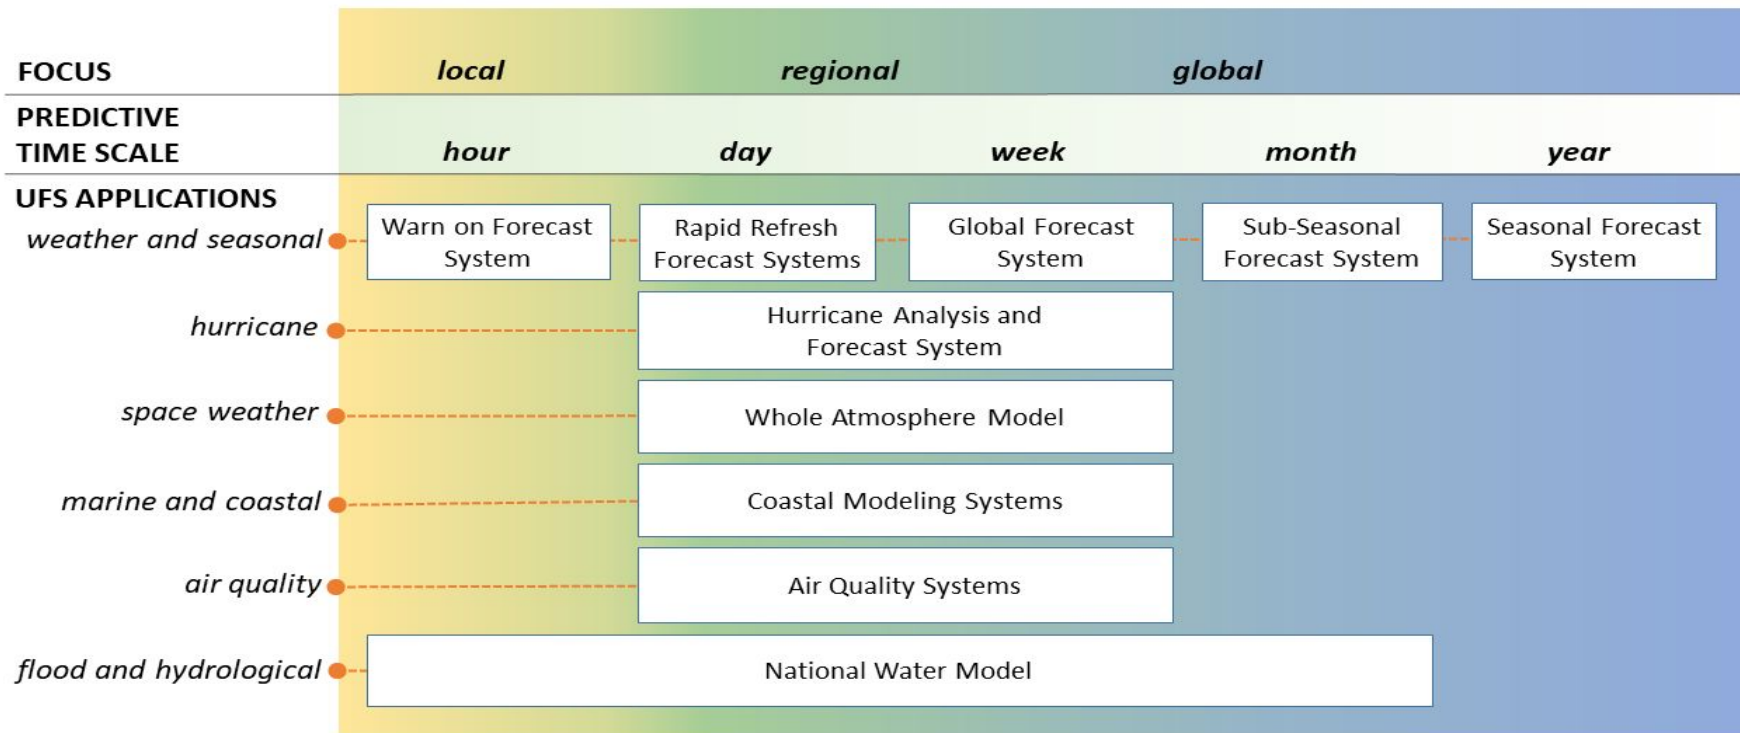 FOCUS local regional global
PREDICTIVE
TIME SCALE hour day week month year
UFS APPLICATIONS
weather and seasonal
Warn on Forecast
System
Rapid Refresh
Forecast Systems
Global Forecast
System
Sub-Seasonal
Forecast System
Seasonal Forecast
System
hurricane
Hurricane Analysis and
Forecast System
space weather
Whole Atmosphere Model
marine and coastal
Coastal Modeling Systems
air quality
Air Quality Systems
flood and hydrological
National Water Model